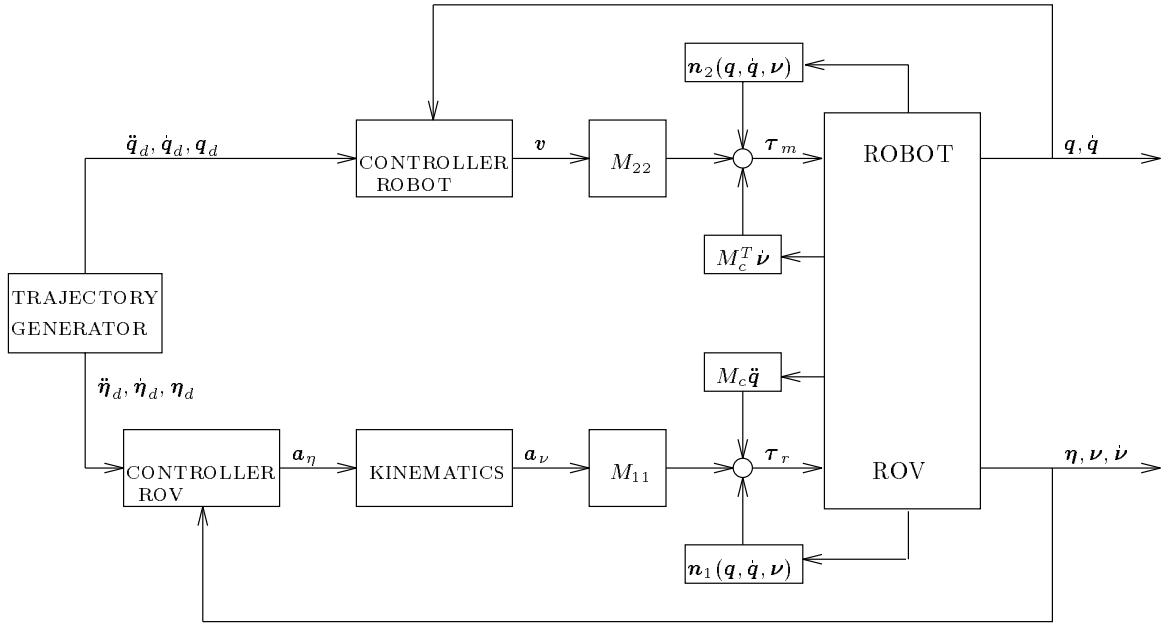 n₂(q, q̇, ν)
q̈_d, q̇_d, q_d
v
τ_m
ROBOT
q, q̇
CONTROLLER
ROBOT
M₂₂
M_c^T ν̇
TRAJECTORY
GENERATOR
M_c q̈
η̈_d, η̇_d, η_d
a_η
a_ν
τ_r
η, ν, ν̇
CONTROLLER
ROV
KINEMATICS
M₁₁
ROV
n₁(q, q̇, ν)